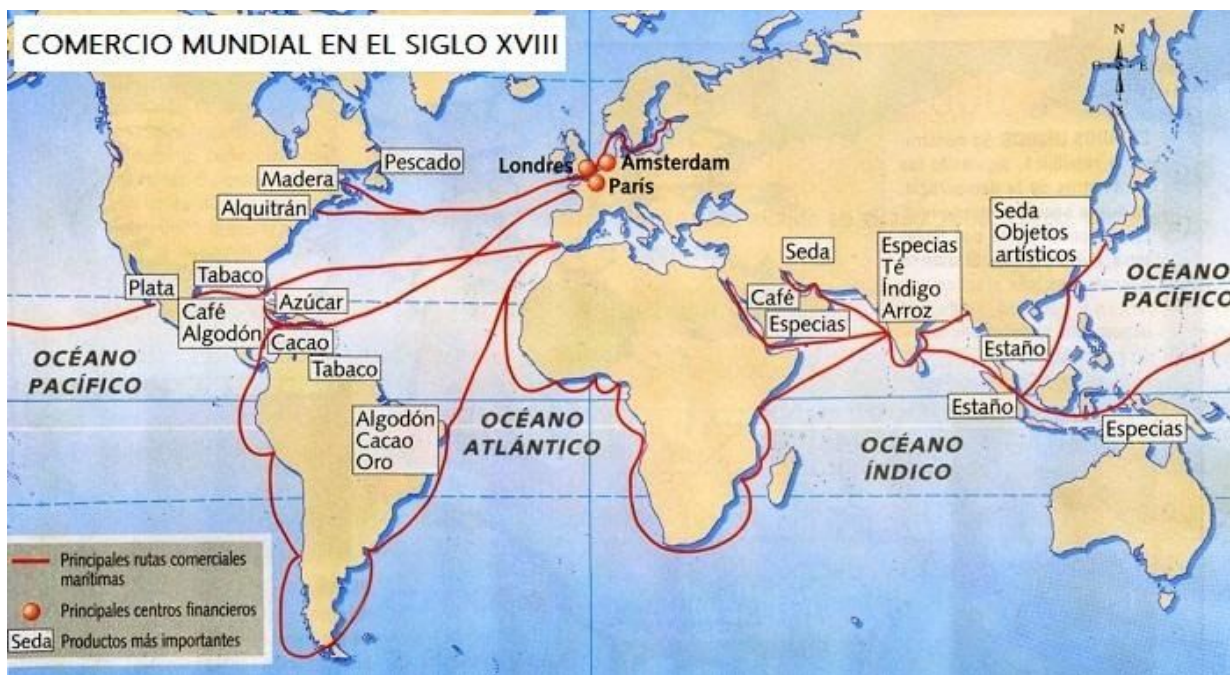 COMERCIO MUNDIAL EN EL SIGLO XVIII
N
E
Pescado
Madera
Alquitrán
Londres
Amsterdam
París
Plata
Tabaco
Café
Algodón
Azúcar
Cacao
Tabaco
Algodón
Cacao
Oro
Seda
Café
Especias
Especias
Té
Índigo
Arroz
Seda
Objetos
artísticos
Estaño
Estaño
Especias
OCÉANO
PACÍFICO
OCÉANO
ATLÁNTICO
OCÉANO
ÍNDICO
OCÉANO
PACÍFICO
Principales rutas comerciales
marítimas
Principales centros financieros
Seda Productos más importantes